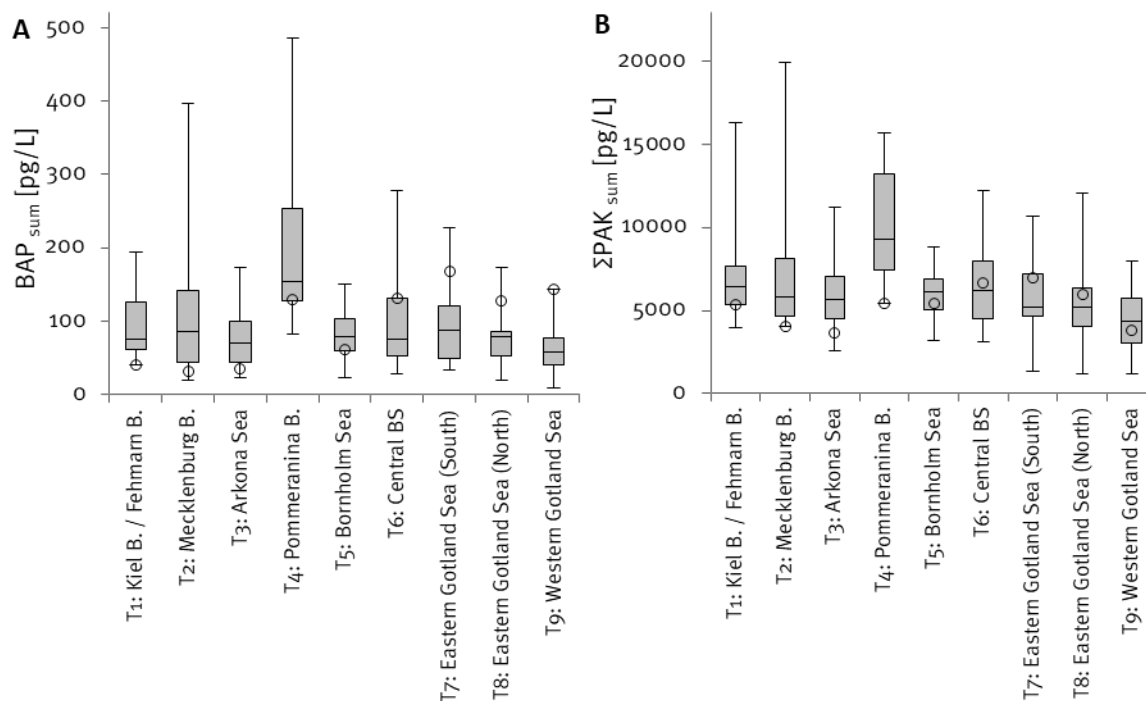 A
BAP sum [pg/L]
500
400
300
200
100
0
T1: Kiel B. / Fehmarn B.
T2: Mecklenburg B.
T3: Arkona Sea
T4: Pommeranina B.
T5: Bornholm Sea
T6: Central BS
T7: Eastern Gotland Sea (South)
T8: Eastern Gotland Sea (North)
T9: Western Gotland Sea
B
ΣPAK sum [pg/L]
20000
15000
10000
5000
0
T1: Kiel B. / Fehmarn B.
T2: Mecklenburg B.
T3: Arkona Sea
T4: Pommeranina B.
T5: Bornholm Sea
T6: Central BS
T7: Eastern Gotland Sea (South)
T8: Eastern Gotland Sea (North)
T9: Western Gotland Sea